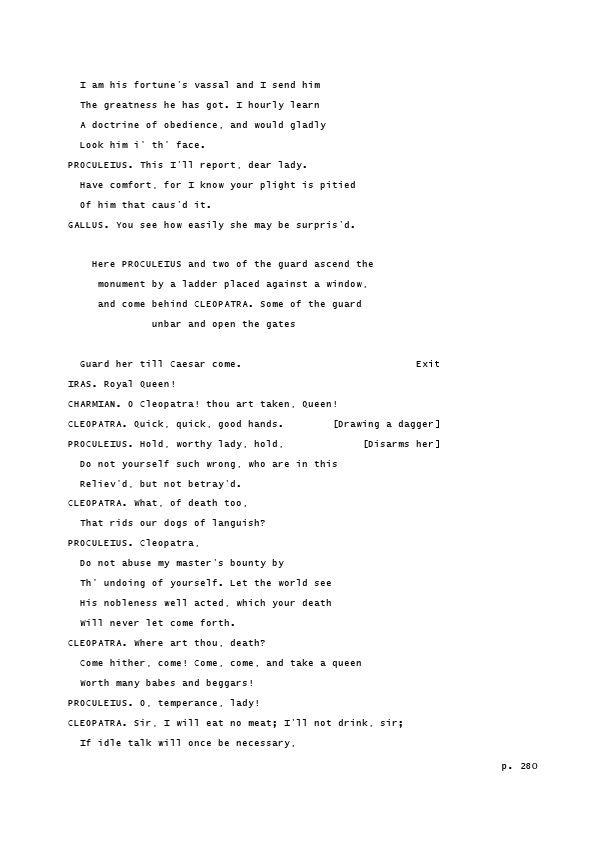 I am his fortune's vassal and I send him
The greatness he has got. I hourly learn
A doctrine of obedience, and would gladly
Look him i' th' face.
PROCULEIUS. This I'll report, dear lady.
Have comfort, for I know your plight is pitied
Of him that caus'd it.
GALLUS. You see how easily she may be surpris'd.
Here PROCULEIUS and two of the guard ascend the
monument by a ladder placed against a window,
and come behind CLEOPATRA. Some of the guard
unbar and open the gates
Guard her till Caesar come. Exit
IRAS. Royal Queen!
CHARMIAN. O Cleopatra! thou art taken, Queen!
CLEOPATRA. Quick, quick, good hands. [Drawing a dagger]
PROCULEIUS. Hold, worthy lady, hold, [Disarms her]
Do not yourself such wrong, who are in this
Reliev'd, but not betray'd.
CLEOPATRA. What, of death too,
That rids our dogs of languish?
PROCULEIUS. Cleopatra,
Do not abuse my master's bounty by
Th' undoing of yourself. Let the world see
His nobleness well acted, which your death
Will never let come forth.
CLEOPATRA. Where art thou, death?
Come hither, come! Come, come, and take a queen
Worth many babes and beggars!
PROCULEIUS. O, temperance, lady!
CLEOPATRA. Sir, I will eat no meat; I'll not drink, sir;
If idle talk will once be necessary,
p. 280